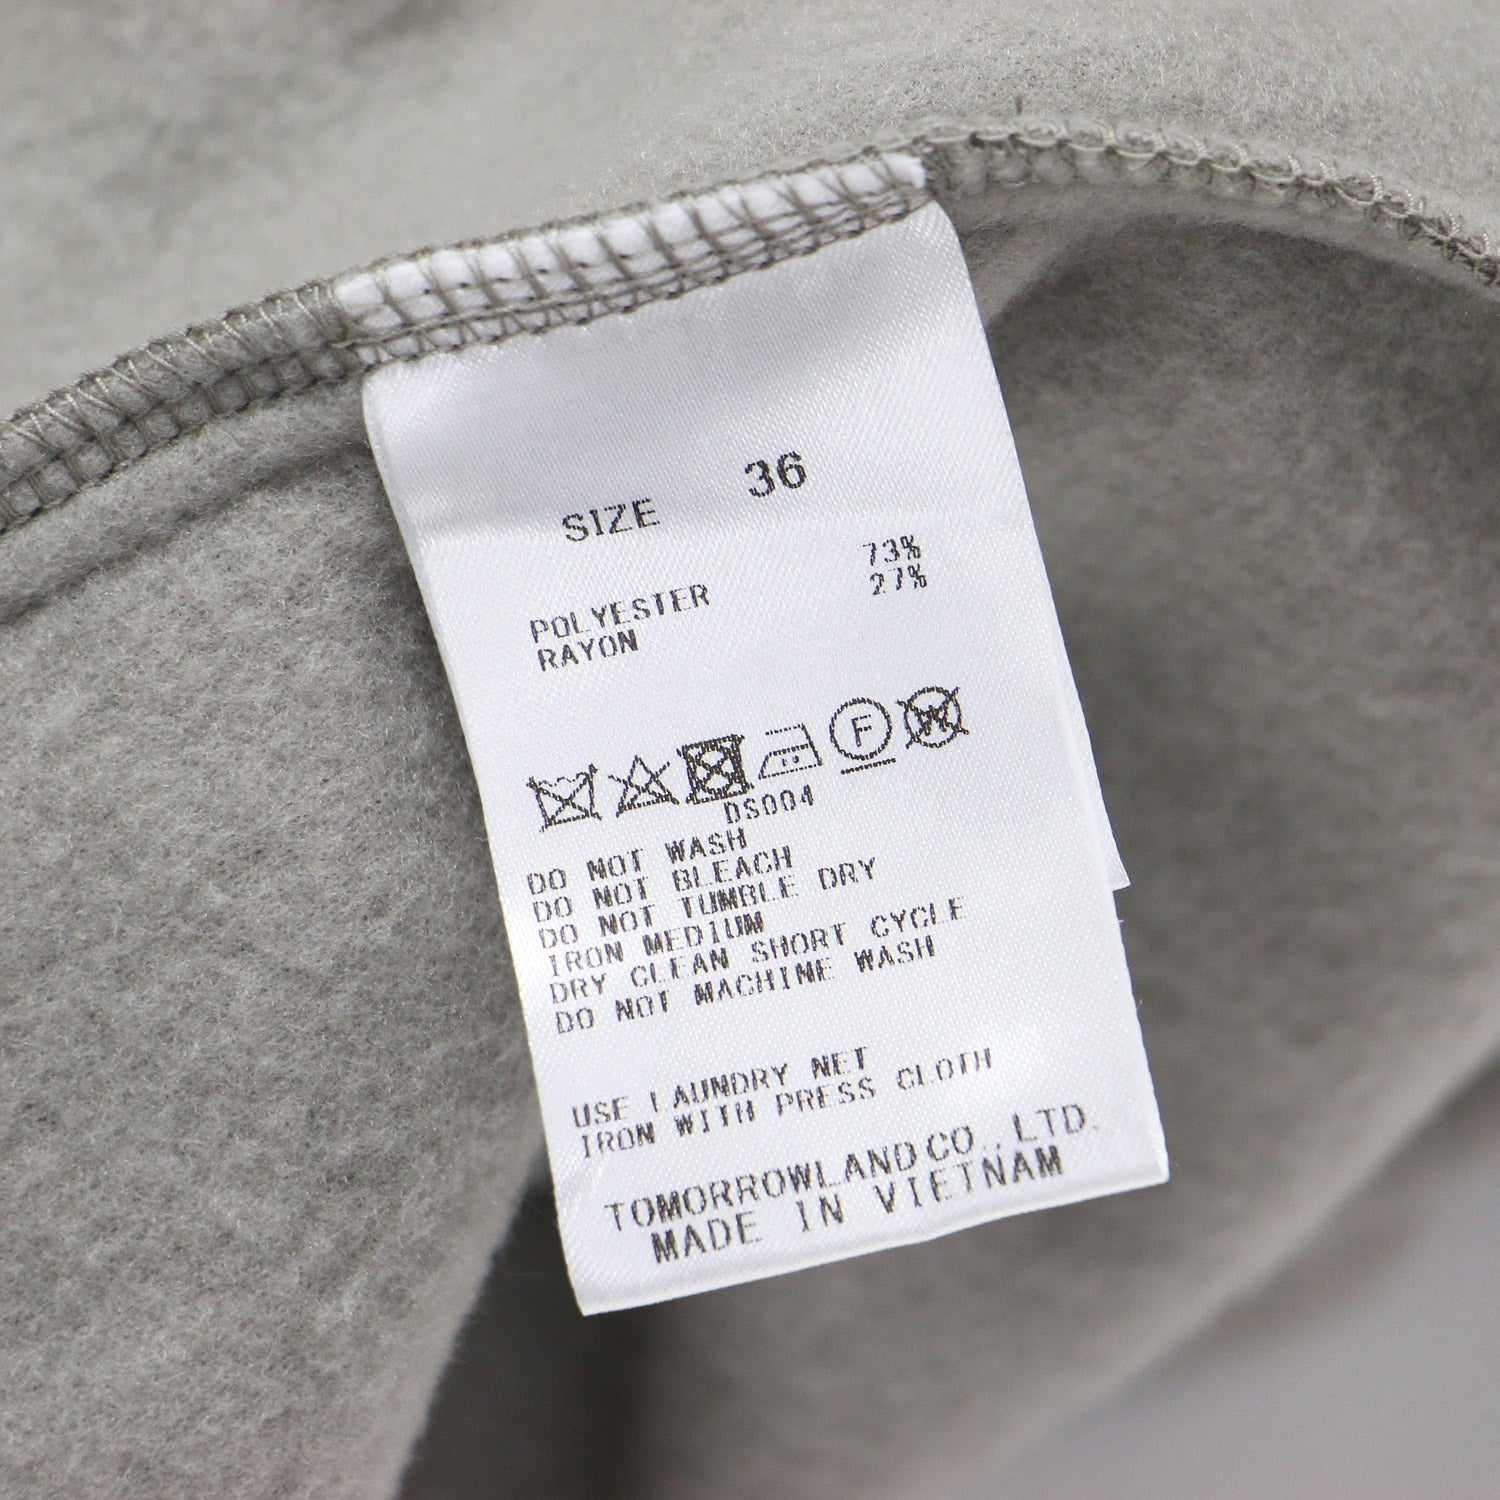 SIZE 36
POLYESTER 73%
RAYON 27%
F W
DS004
DO NOT WASH
DO NOT BLEACH
DO NOT TUMBLE DRY
IRON MEDIUM
DRY CLEAN SHORT CYCLE
DO NOT MACHINE WASH
USE LAUNDRY NET
IRON WITH PRESS CLOTH
TOMORROWLAND CO., LTD.
MADE IN VIETNAM